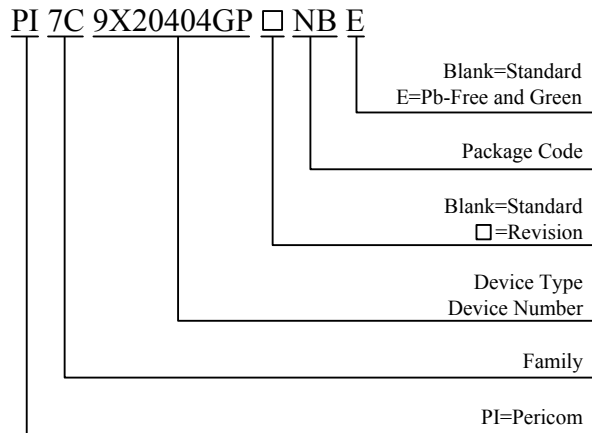 PI 7C 9X20404GP □ NB E
Blank=Standard
E=Pb-Free and Green
Package Code
Blank=Standard
□=Revision
Device Type
Device Number
Family
PI=Pericom